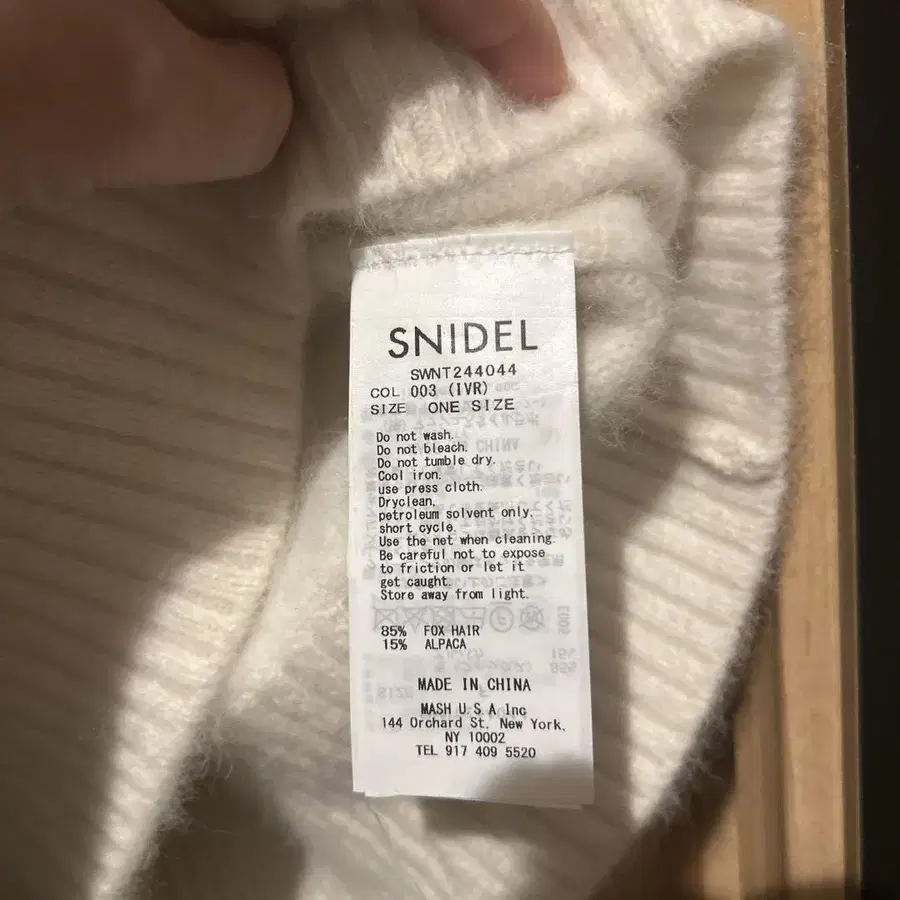 SNIDEL
SWNT244044
COL 003 (IVR)
SIZE ONE SIZE
Do not wash.
Do not bleach.
Do not tumble dry.
Cool iron.
use press cloth.
Dryclean,
petroleum solvent only,
short cycle.
Use the net when cleaning.
Be careful not to expose
to friction or let it
get caught.
Store away from light.
85% FOX HAIR
15% ALPACA
MADE IN CHINA
MASH U.S.A Inc
144 Orchard St. New York,
NY 10002
TEL 917 409 5520